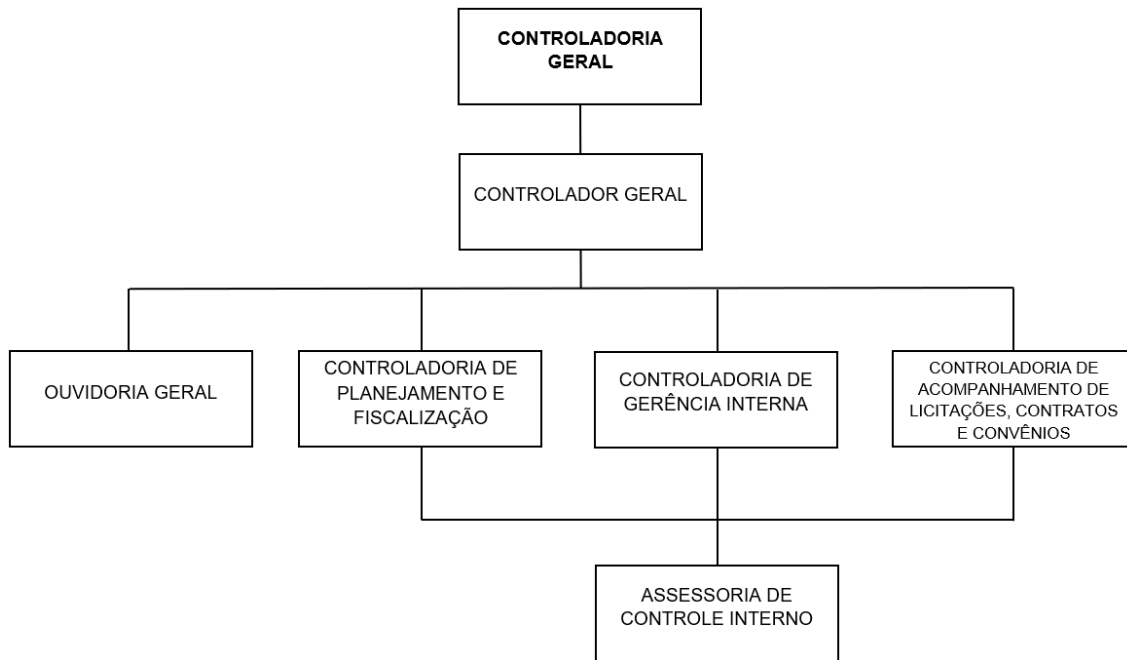 CONTROLADORIA
GERAL
CONTROLADOR GERAL
OUVIDORIA GERAL
CONTROLADORIA DE
PLANEJAMENTO E
FISCALIZAÇÃO
CONTROLADORIA DE
GERÊNCIA INTERNA
CONTROLADORIA DE
ACOMPANHAMENTO DE
LICITAÇÕES, CONTRATOS
E CONVÊNIOS
ASSESSORIA DE
CONTROLE INTERNO